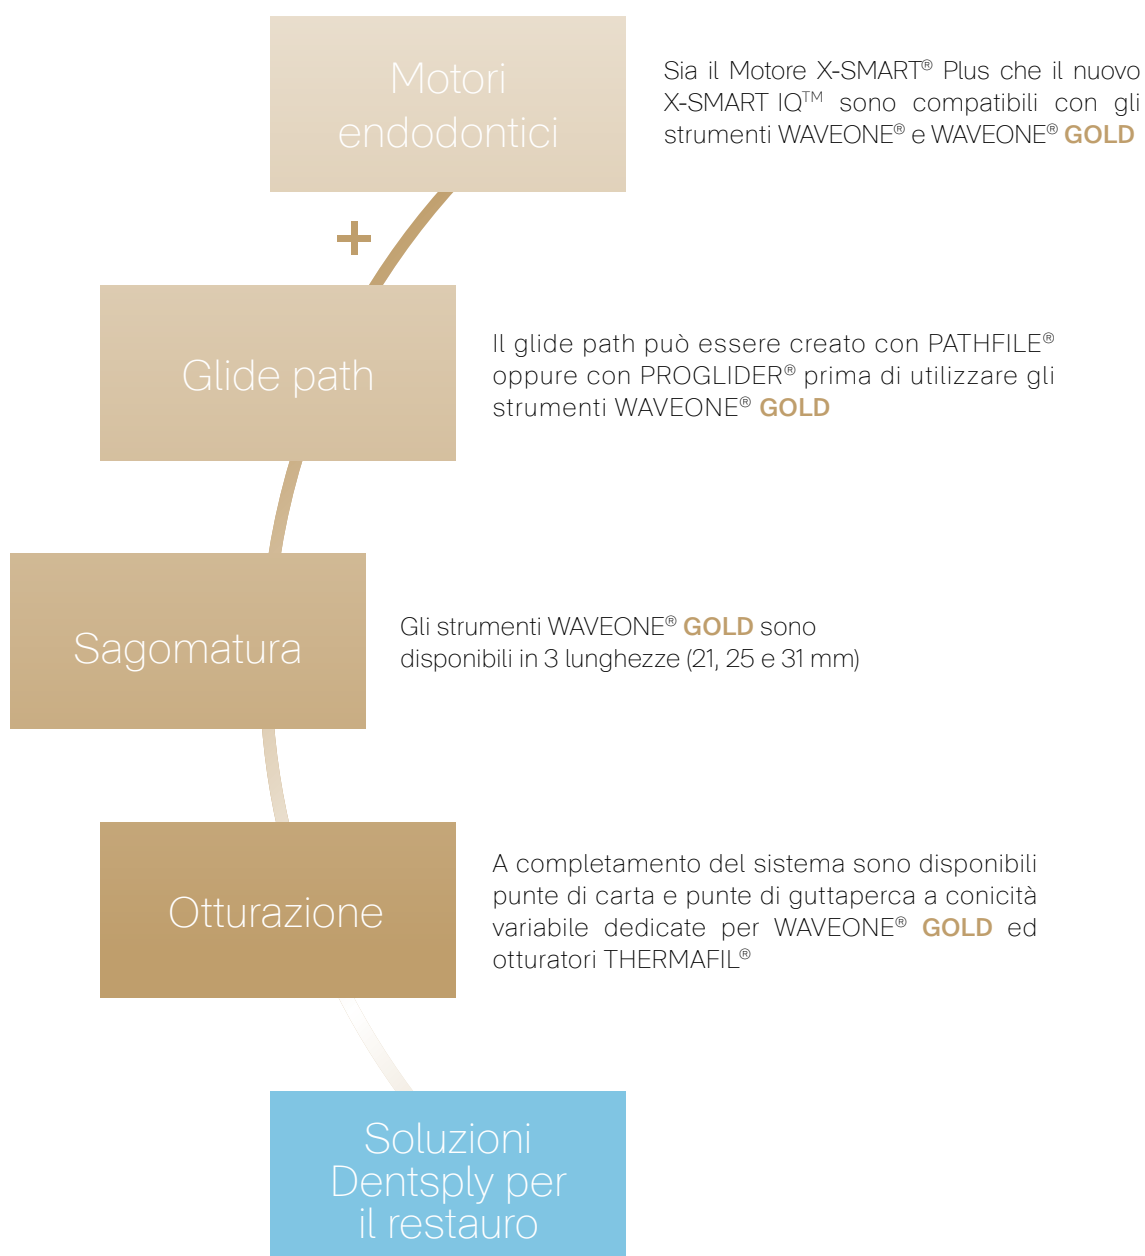 Motori
endodontici
Sia il Motore X-SMART® Plus che il nuovo
X-SMART IQ™ sono compatibili con gli
strumenti WAVEONE® e WAVEONE® GOLD
+
Glide path
Il glide path può essere creato con PATHFILE®
oppure con PROGLIDER® prima di utilizzare gli
strumenti WAVEONE® GOLD
Sagomatura
Gli strumenti WAVEONE® GOLD sono
disponibili in 3 lunghezze (21, 25 e 31 mm)
Otturazione
A completamento del sistema sono disponibili
punte di carta e punte di guttaperca a conicità
variabile dedicate per WAVEONE® GOLD ed
otturatori THERMAFIL®
Soluzioni
Dentsply per
il restauro